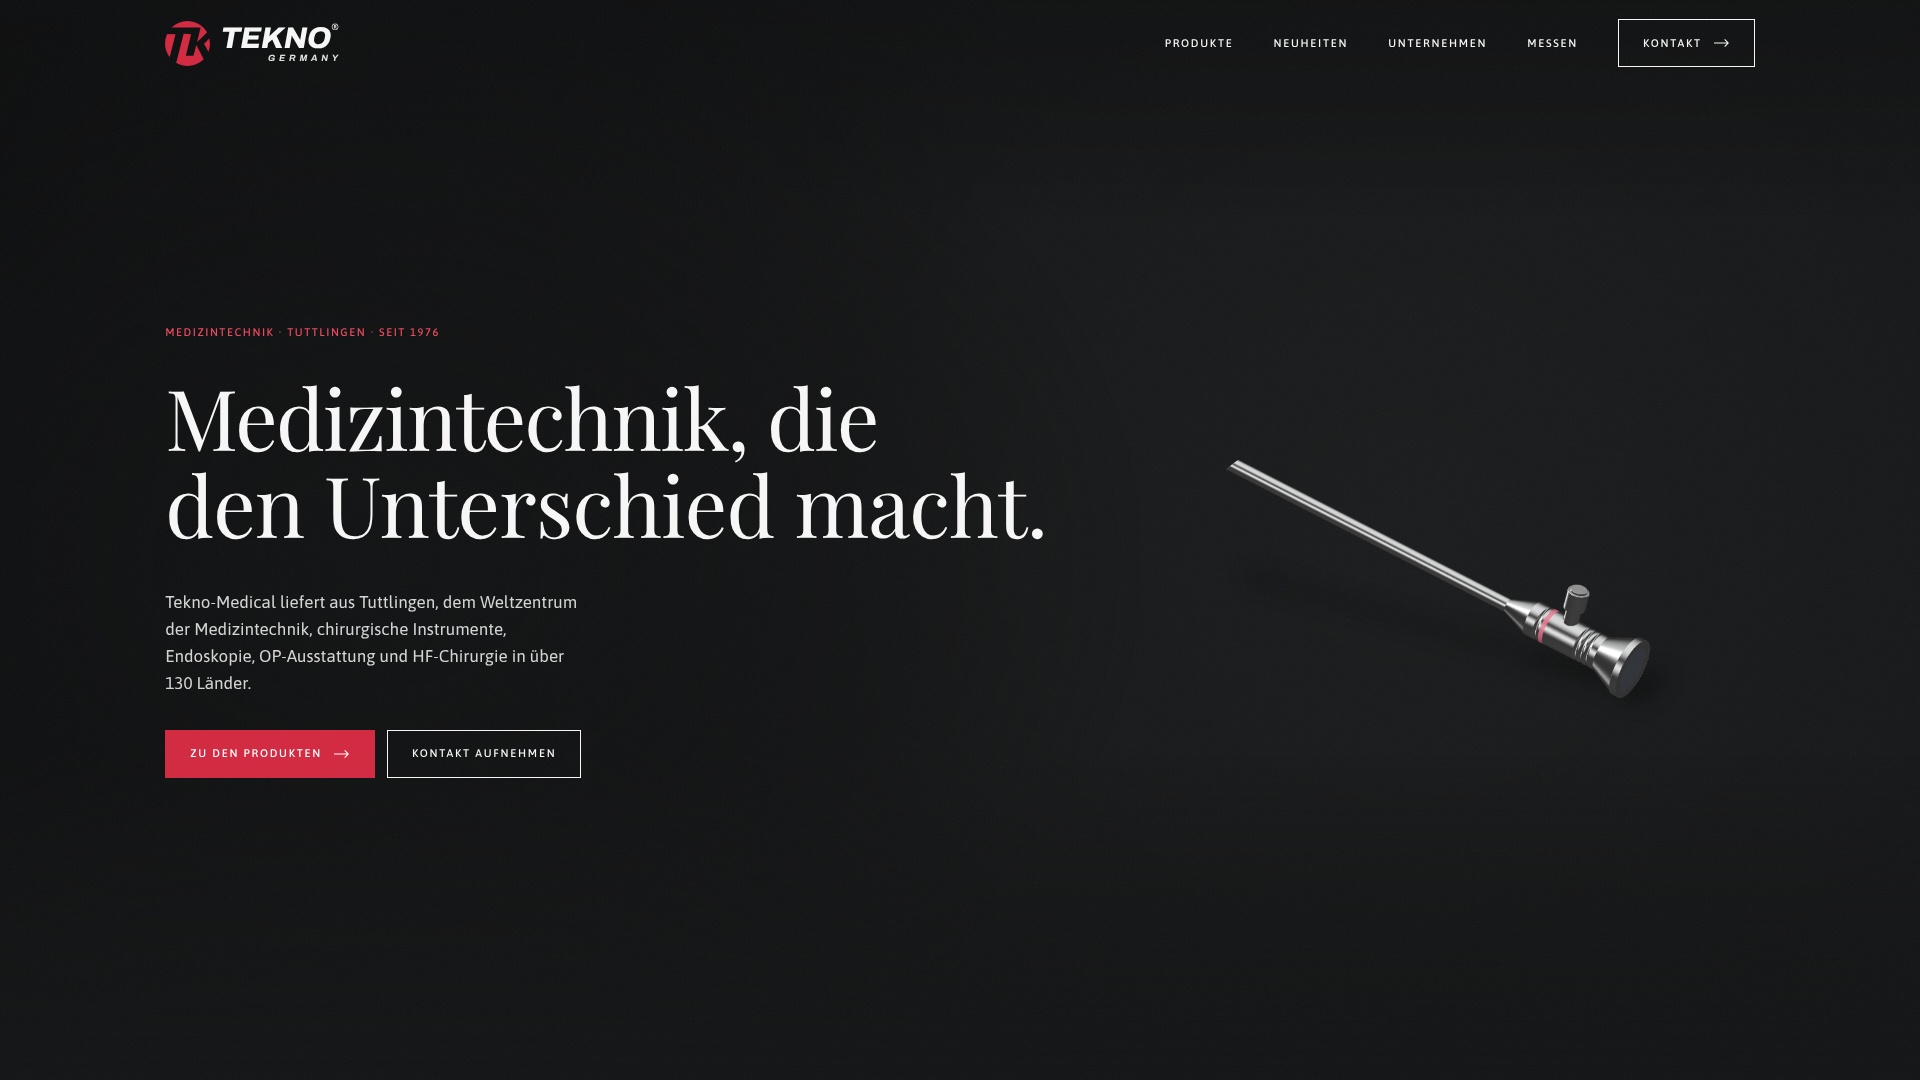 TEKNO®
GERMANY
PRODUKTE
NEUHEITEN
UNTERNEHMEN
MESSEN
KONTAKT →
MEDIZINTECHNIK · TUTTLINGEN · SEIT 1976
Medizintechnik, die
den Unterschied macht.
Tekno-Medical liefert aus Tuttlingen, dem Weltzentrum
der Medizintechnik, chirurgische Instrumente,
Endoskopie, OP-Ausstattung und HF-Chirurgie in über
130 Länder.
ZU DEN PRODUKTEN →
KONTAKT AUFNEHMEN